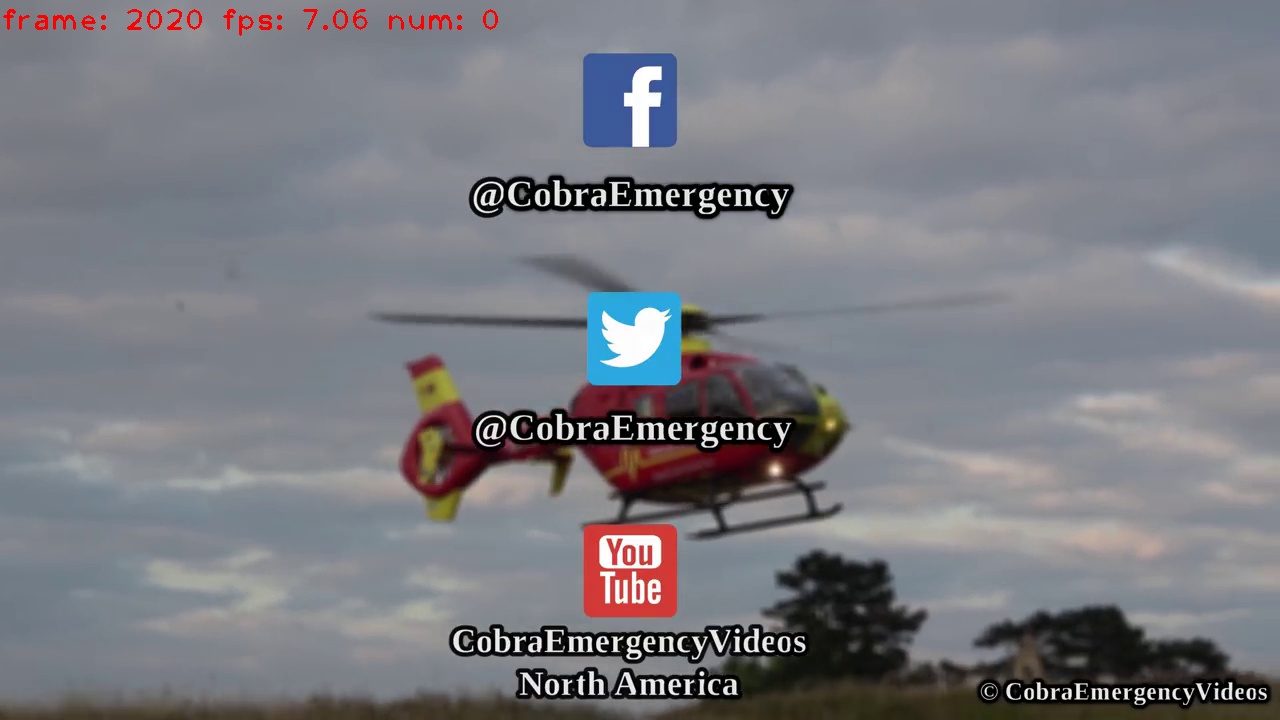 frame: 2020 fps: 7.06 num: 0
f
@CobraEmergency
@CobraEmergency
You
Tube
CobraEmergencyVideos
North America
© CobraEmergencyVideos